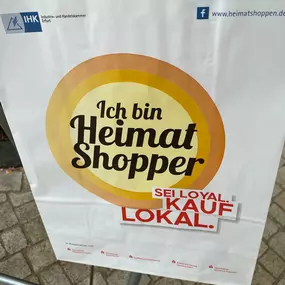 IHK
Industrie- und Handelskammer
Erfurt
www.heimatshoppen.de
Ich bin
Heimat
Shopper
SEI LOYAL.
KAUF
LOKAL.